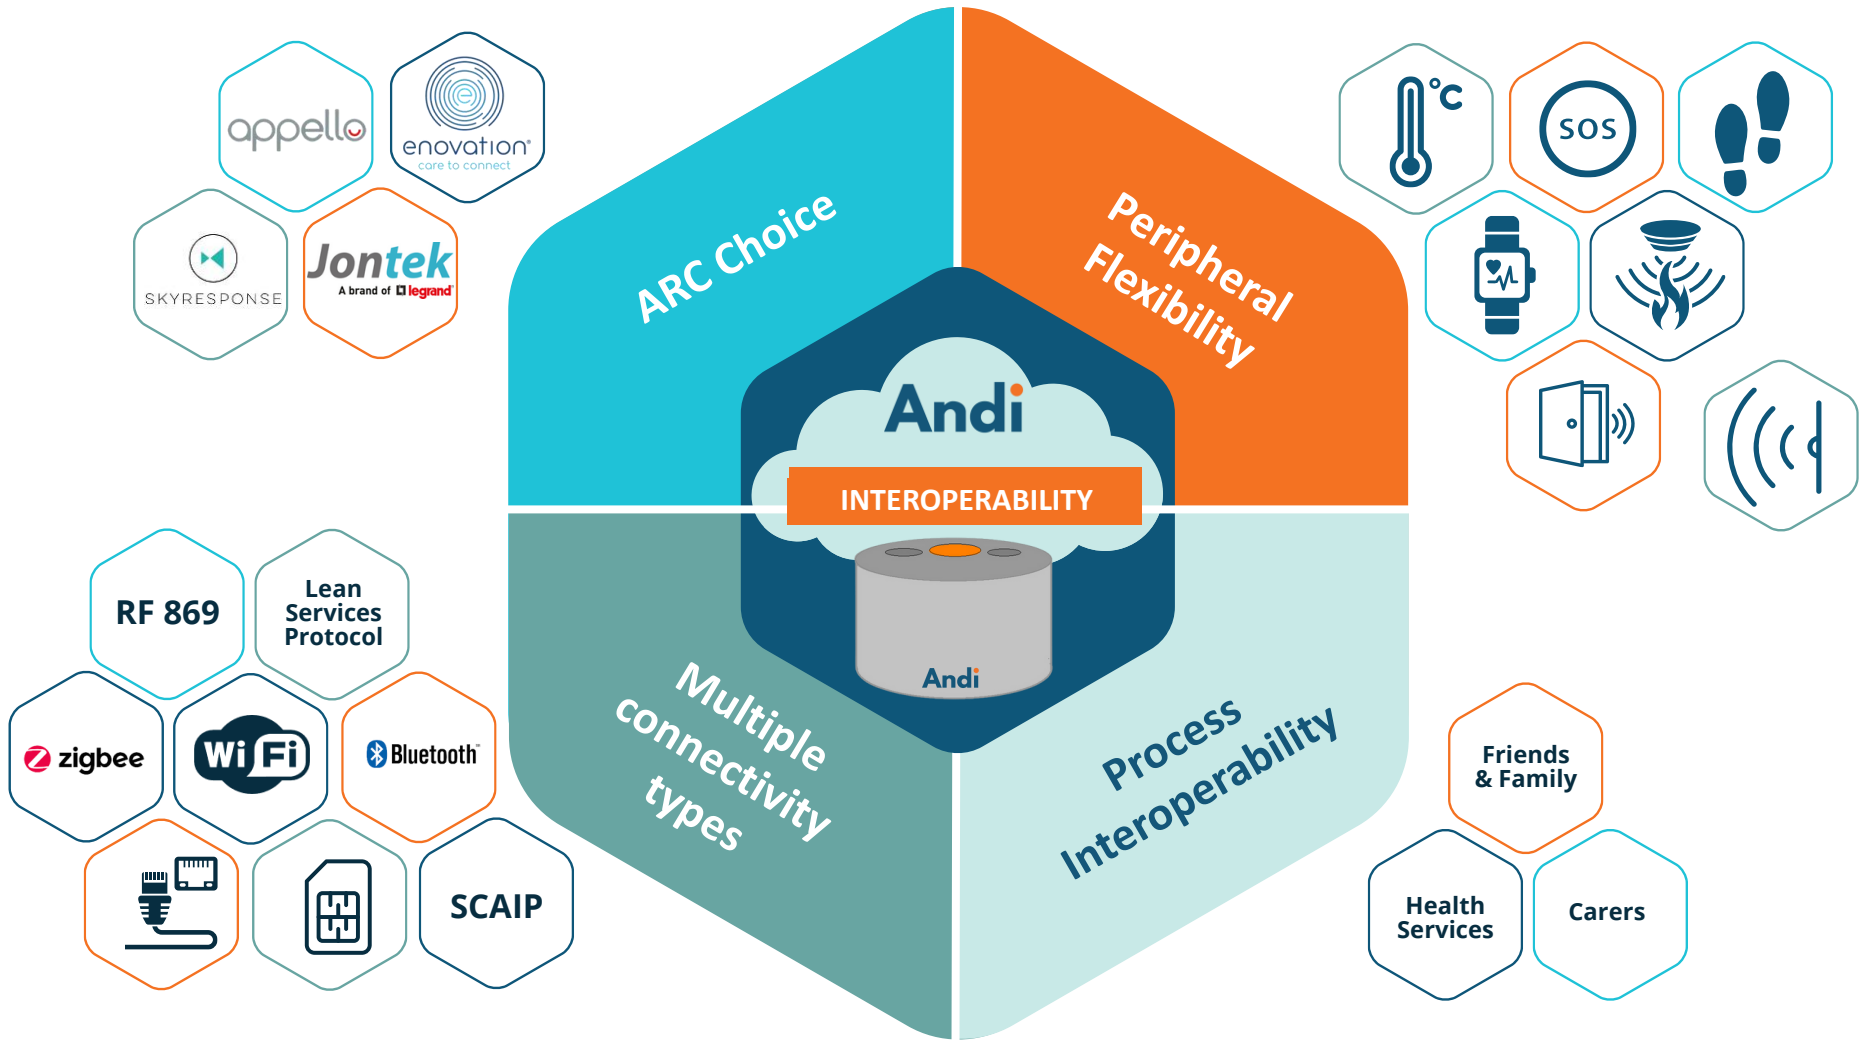 appello
enovation®
care to connect
SKYRESPONSE
Jontek
A brand of legrand
ARC Choice
Peripheral
Flexibility
°C
SOS
Andi
INTEROPERABILITY
Andi
RF 869
Lean
Services
Protocol
zigbee
Wi Fi
Bluetooth™
SCAIP
Multiple
connectivity
types
Process
Interoperability
Friends
& Family
Health
Services
Carers